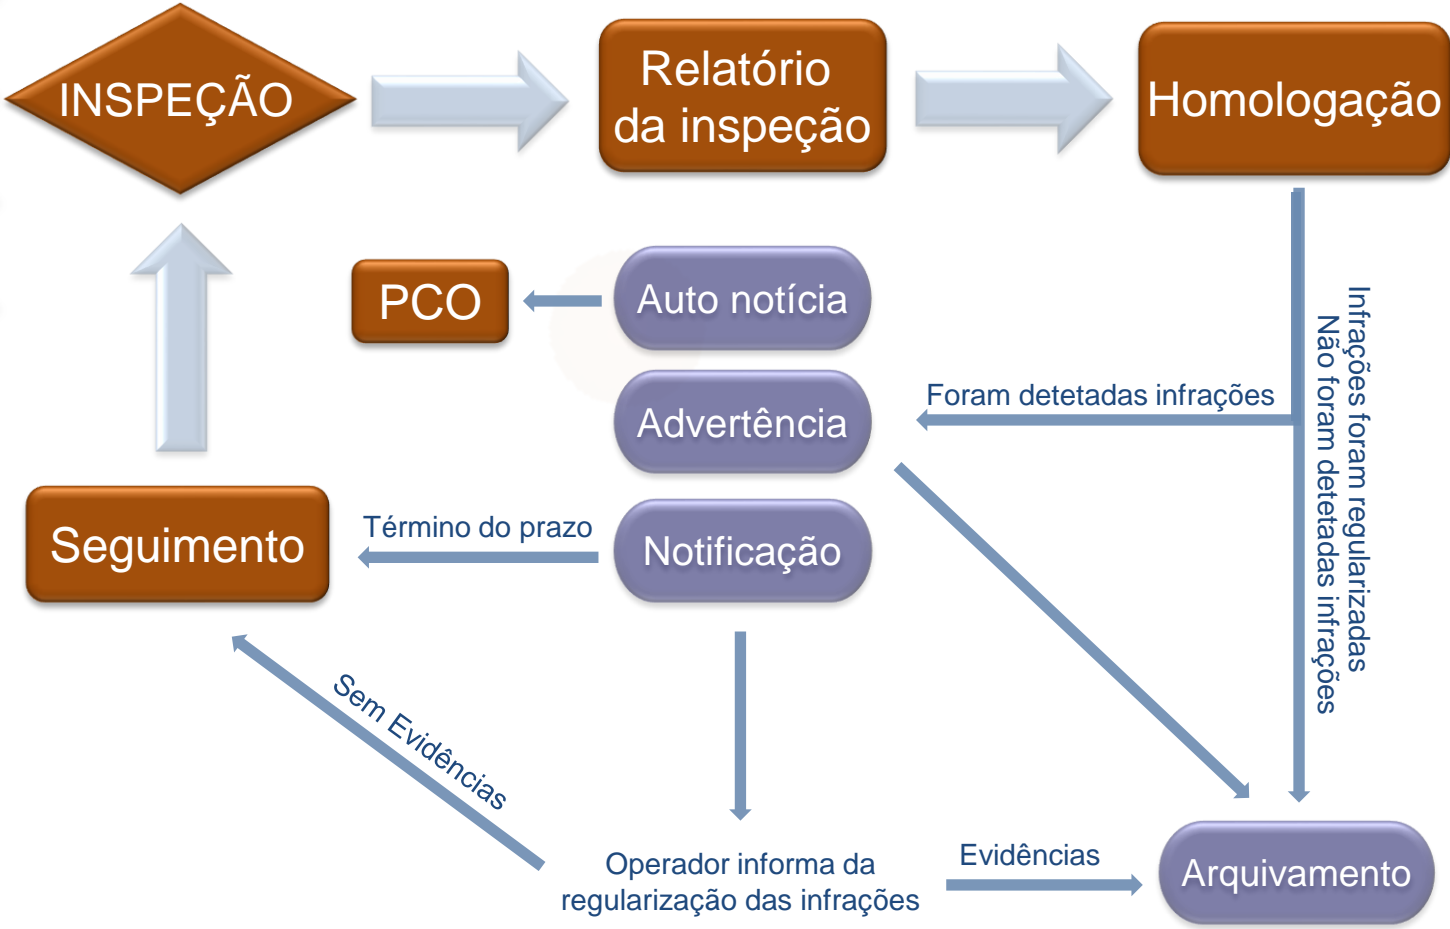 INSPEÇÃO
Relatório
da inspeção
Homologação
PCO
Auto notícia
Infrações foram regularizadas
Não foram detetadas infrações
Foram detetadas infrações
Advertência
Seguimento
Término do prazo
Notificação
Sem Evidências
Operador informa da
regularização das infrações
Evidências
Arquivamento